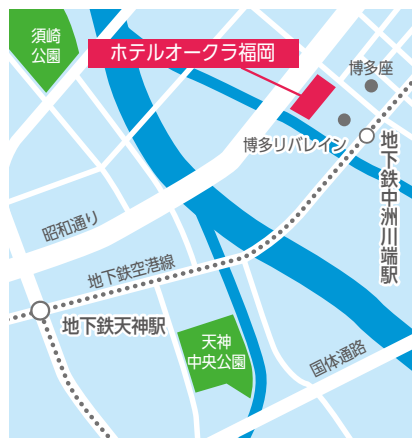 須崎
公園
ホテルオークラ福岡
博多座
博多リバレイン
地下鉄中洲川端駅
昭和通り
地下鉄空港線
地下鉄天神駅
天神
中央公園
国体通路